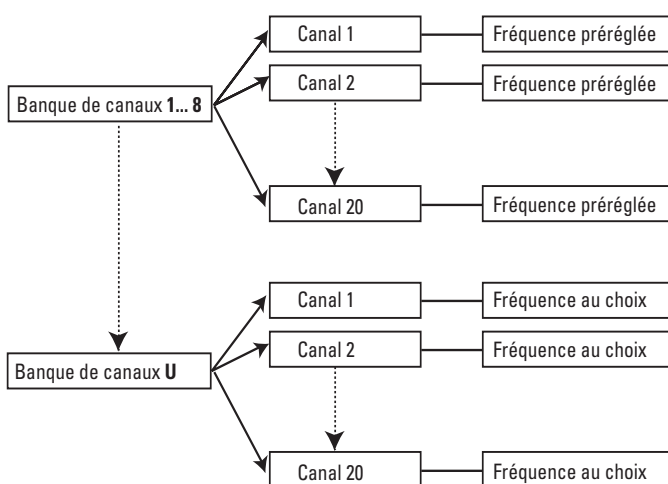 Canal 1 Fréquence préréglée
Canal 2 Fréquence préréglée
Banque de canaux 1... 8
Canal 20 Fréquence préréglée
Canal 1 Fréquence au choix
Canal 2 Fréquence au choix
Banque de canaux U
Canal 20 Fréquence au choix